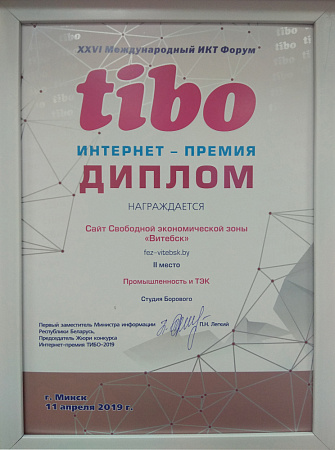 XXVI Международный ИКТ Форум
tibo
ИНТЕРНЕТ – ПРЕМИЯ
ДИПЛОМ
НАГРАЖДАЕТСЯ
Сайт Свободной экономической зоны
«Витебск»
fez-vitebsk.by
II место
Промышленность и ТЭК
Студия Борового
Первый заместитель Министра информации
Республики Беларусь,
Председатель Жюри конкурса
Интернет-премия ТИБО-2019
П.Н. Легкий
г. Минск
11 апреля 2019 г.